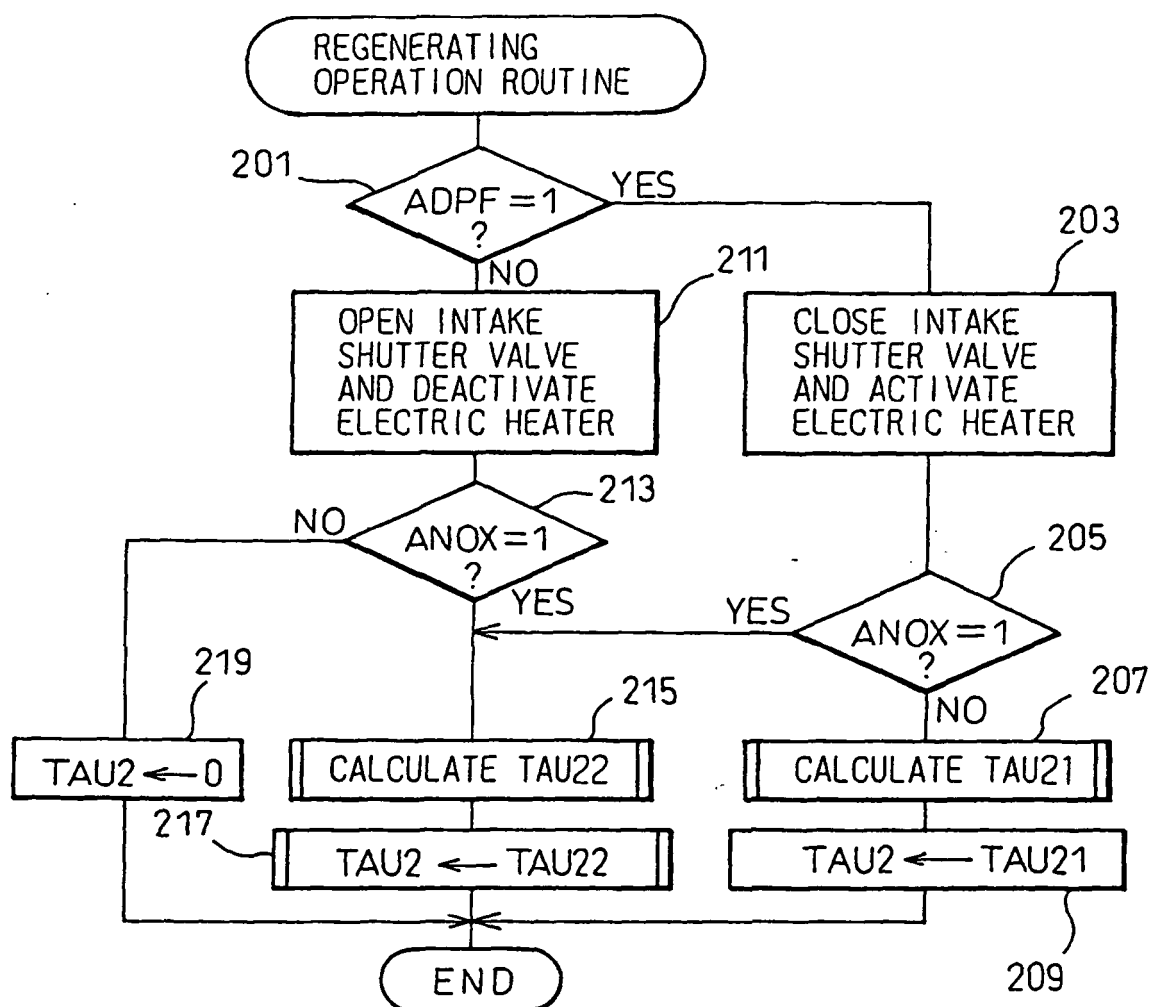 REGENERATING
OPERATION ROUTINE
201
ADPF=1
?
YES
NO
211
203
OPEN INTAKE
SHUTTER VALVE
AND DEACTIVATE
ELECTRIC HEATER
CLOSE INTAKE
SHUTTER VALVE
AND ACTIVATE
ELECTRIC HEATER
213
NO
ANOX=1
?
YES
205
YES
ANOX=1
?
NO
219
TAU2 ← 0
215
CALCULATE TAU22
207
CALCULATE TAU21
217
TAU2 ← TAU22
TAU2 ← TAU21
209
END